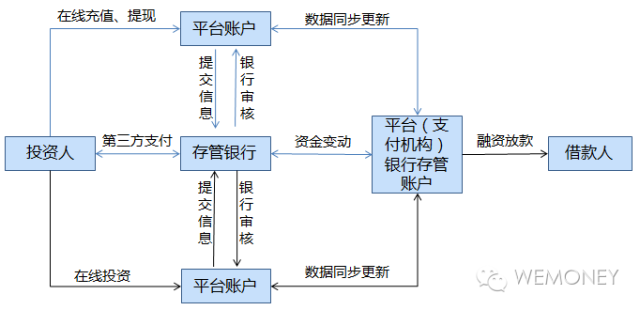 在线充值、提现
平台账户
数据同步更新
提交信息
银行审核
投资人
第三方支付
存管银行
资金变动
平台（支
付机构）
银行存管
账户
融资放款
借款人
提交信息
银行审核
在线投资
平台账户
数据同步更新
WEMONEY